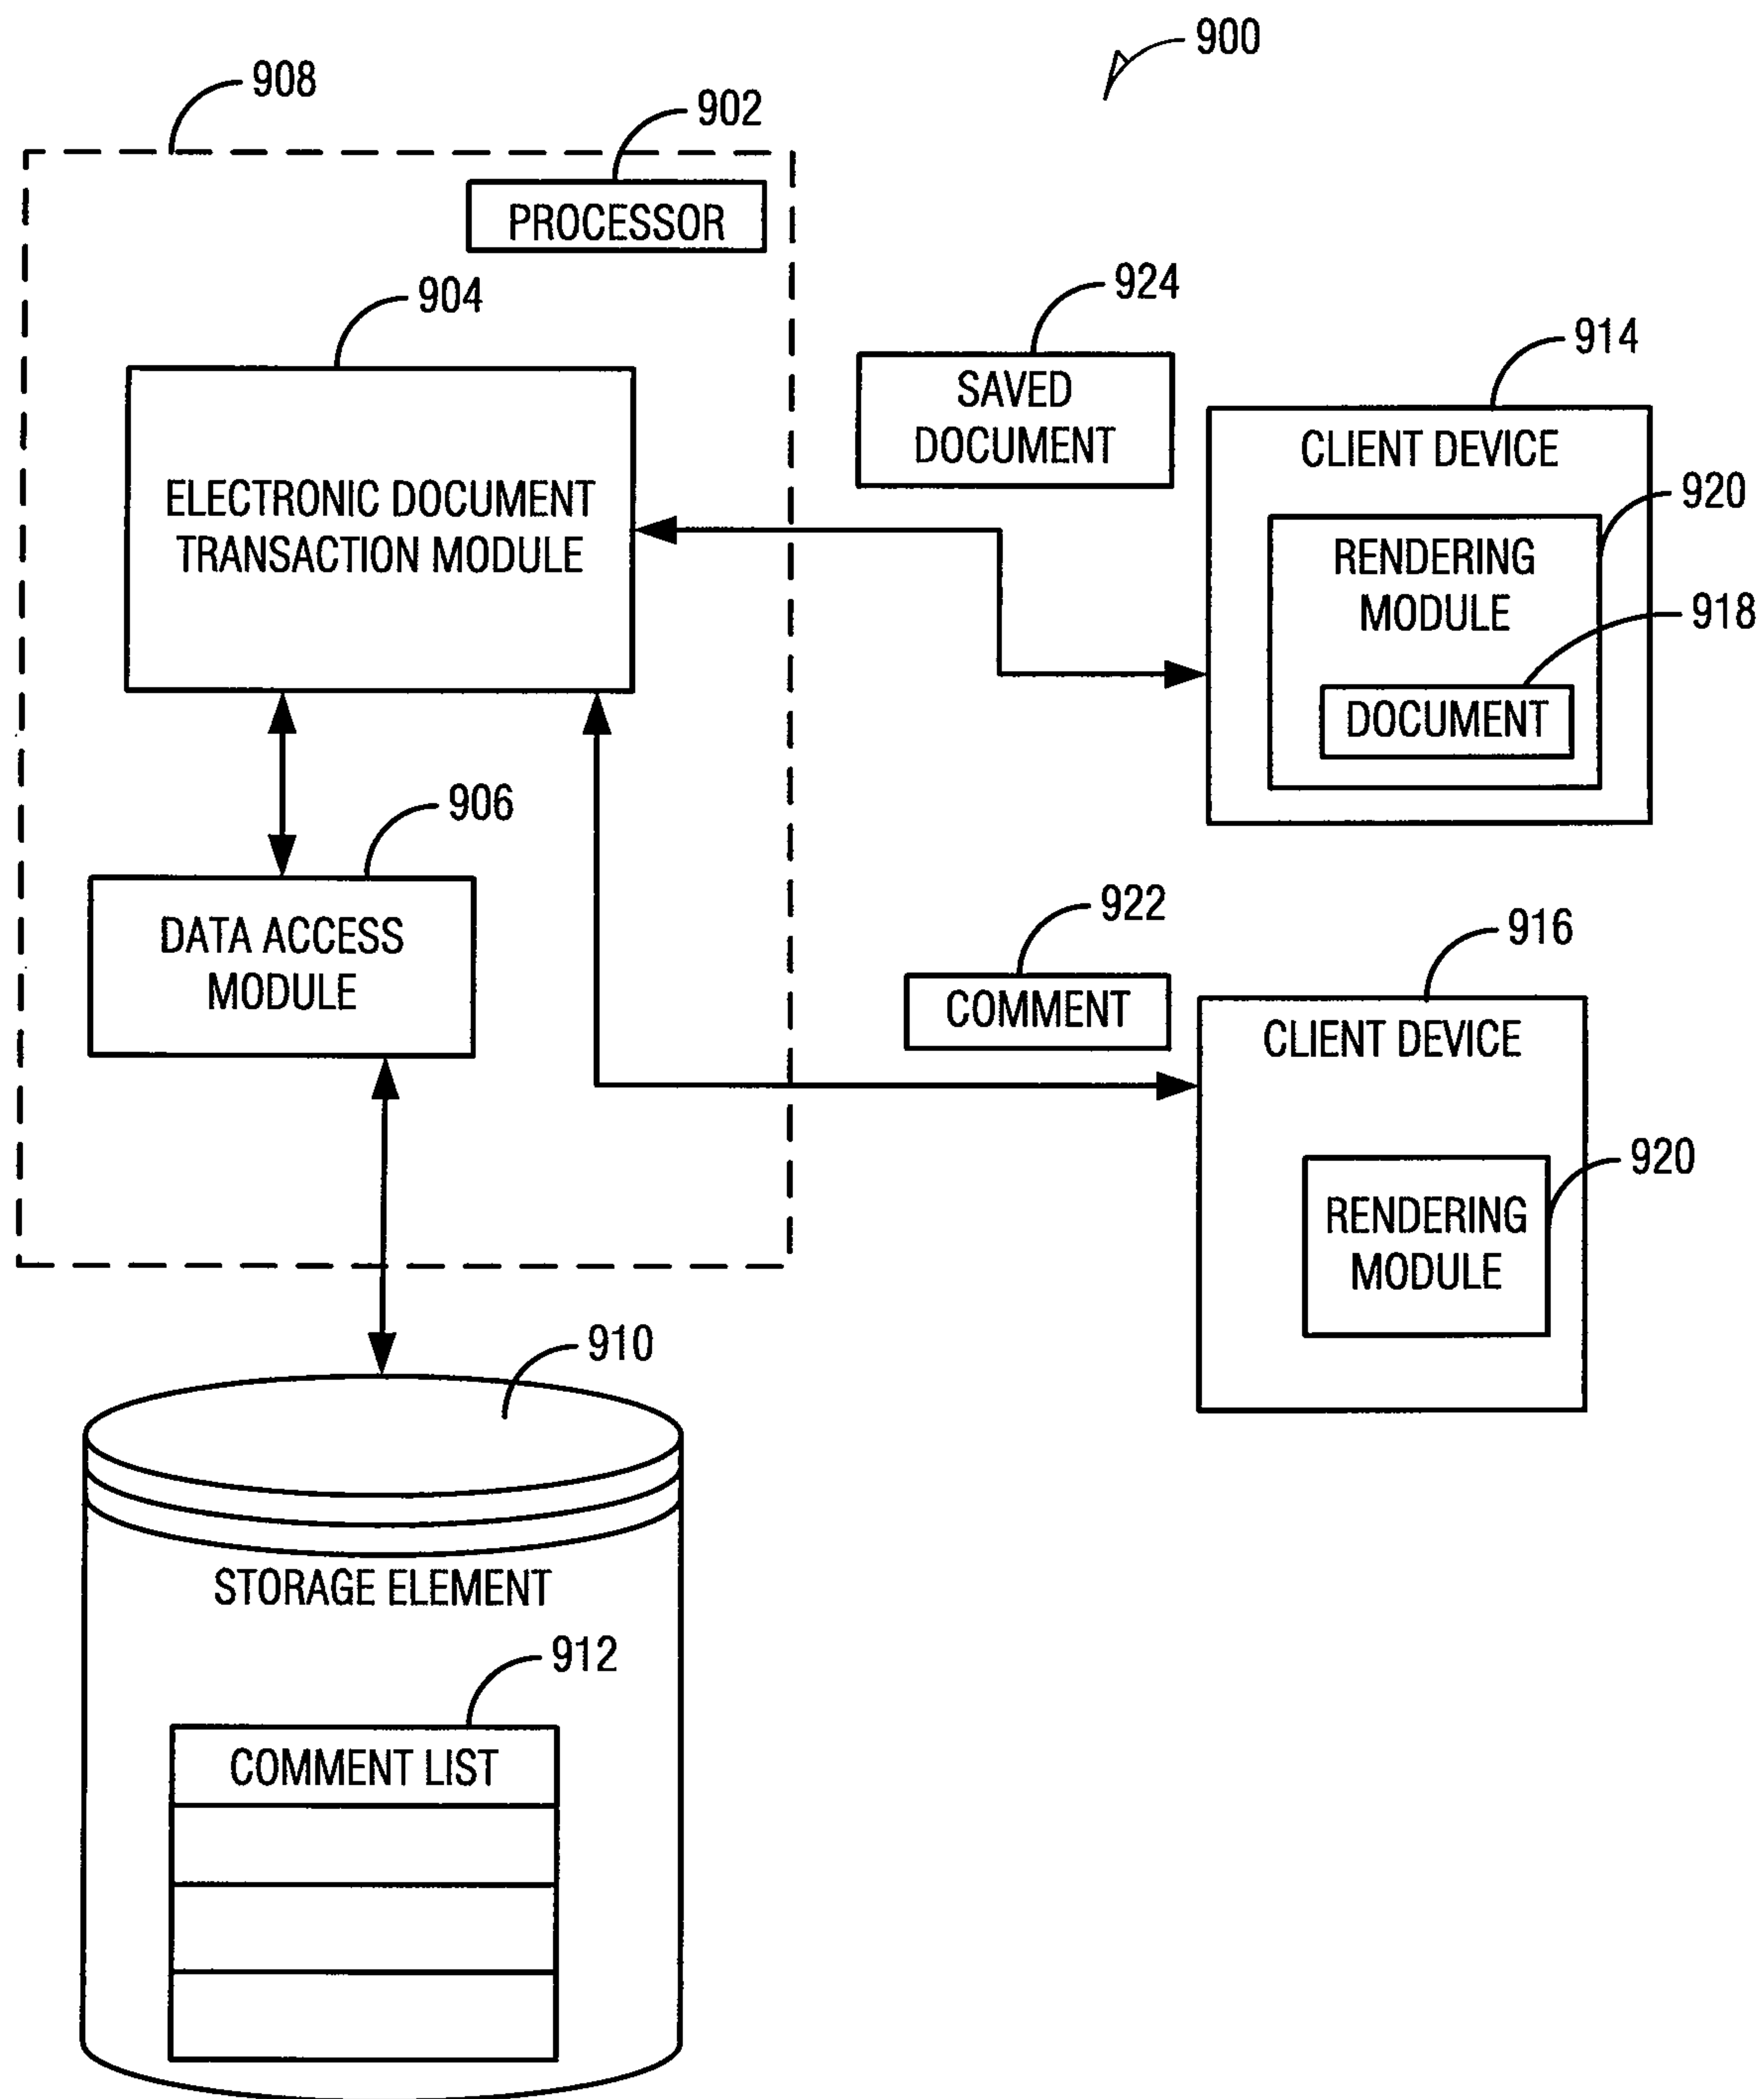 900
908
902
PROCESSOR
904
924
SAVED
DOCUMENT
914
CLIENT DEVICE
920
ELECTRONIC DOCUMENT
TRANSACTION MODULE
RENDERING
MODULE
918
DOCUMENT
906
DATA ACCESS
MODULE
922
COMMENT
916
CLIENT DEVICE
920
RENDERING
MODULE
910
STORAGE ELEMENT
912
COMMENT LIST